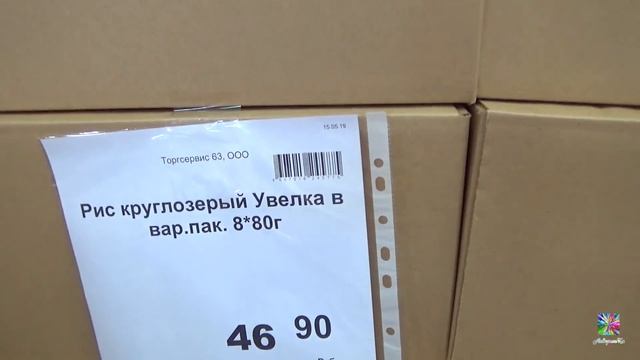 15.05.19
Торгсервис 63, ООО
Рис круглозерый Увелка в
вар.пак. 8*80г
46 90